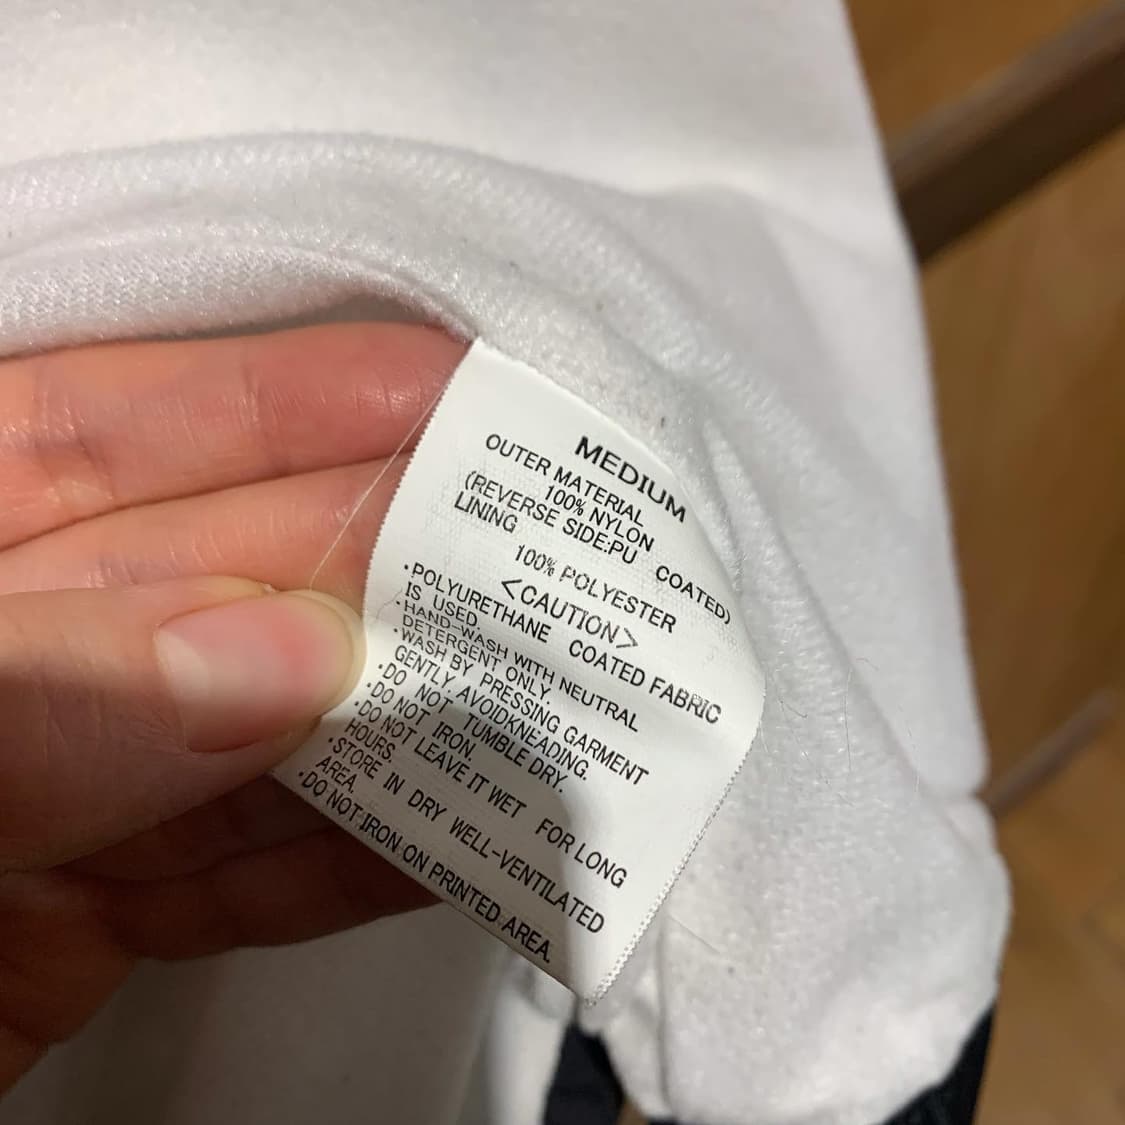 MEDIUM
OUTER MATERIAL
100% NYLON
(REVERSE SIDE:PU COATED)
LINING
100% POLYESTER
<CAUTION>
·POLYURETHANE COATED FABRIC
IS USED.
·HAND-WASH WITH NEUTRAL
DETERGENT ONLY.
·WASH BY PRESSING GARMENT
GENTLY, AVOIDKNEADING.
·DO NOT TUMBLE DRY.
·DO NOT IRON.
·DO NOT LEAVE IT WET FOR LONG
HOURS.
·STORE IN DRY WELL-VENTILATED
AREA.
·DO NOT IRON ON PRINTED AREA.